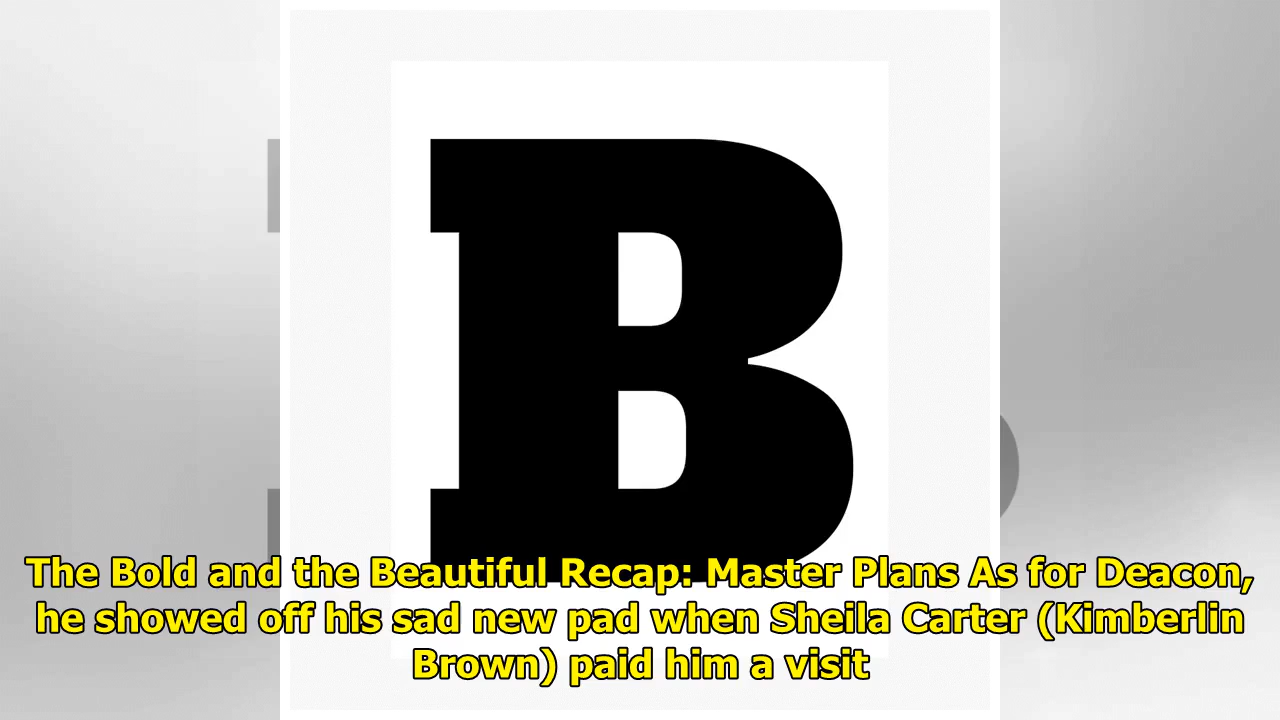 B
The Bold and the Beautiful Recap: Master Plans As for Deacon,
he showed off his sad new pad when Sheila Carter (Kimberlin
Brown) paid him a visit